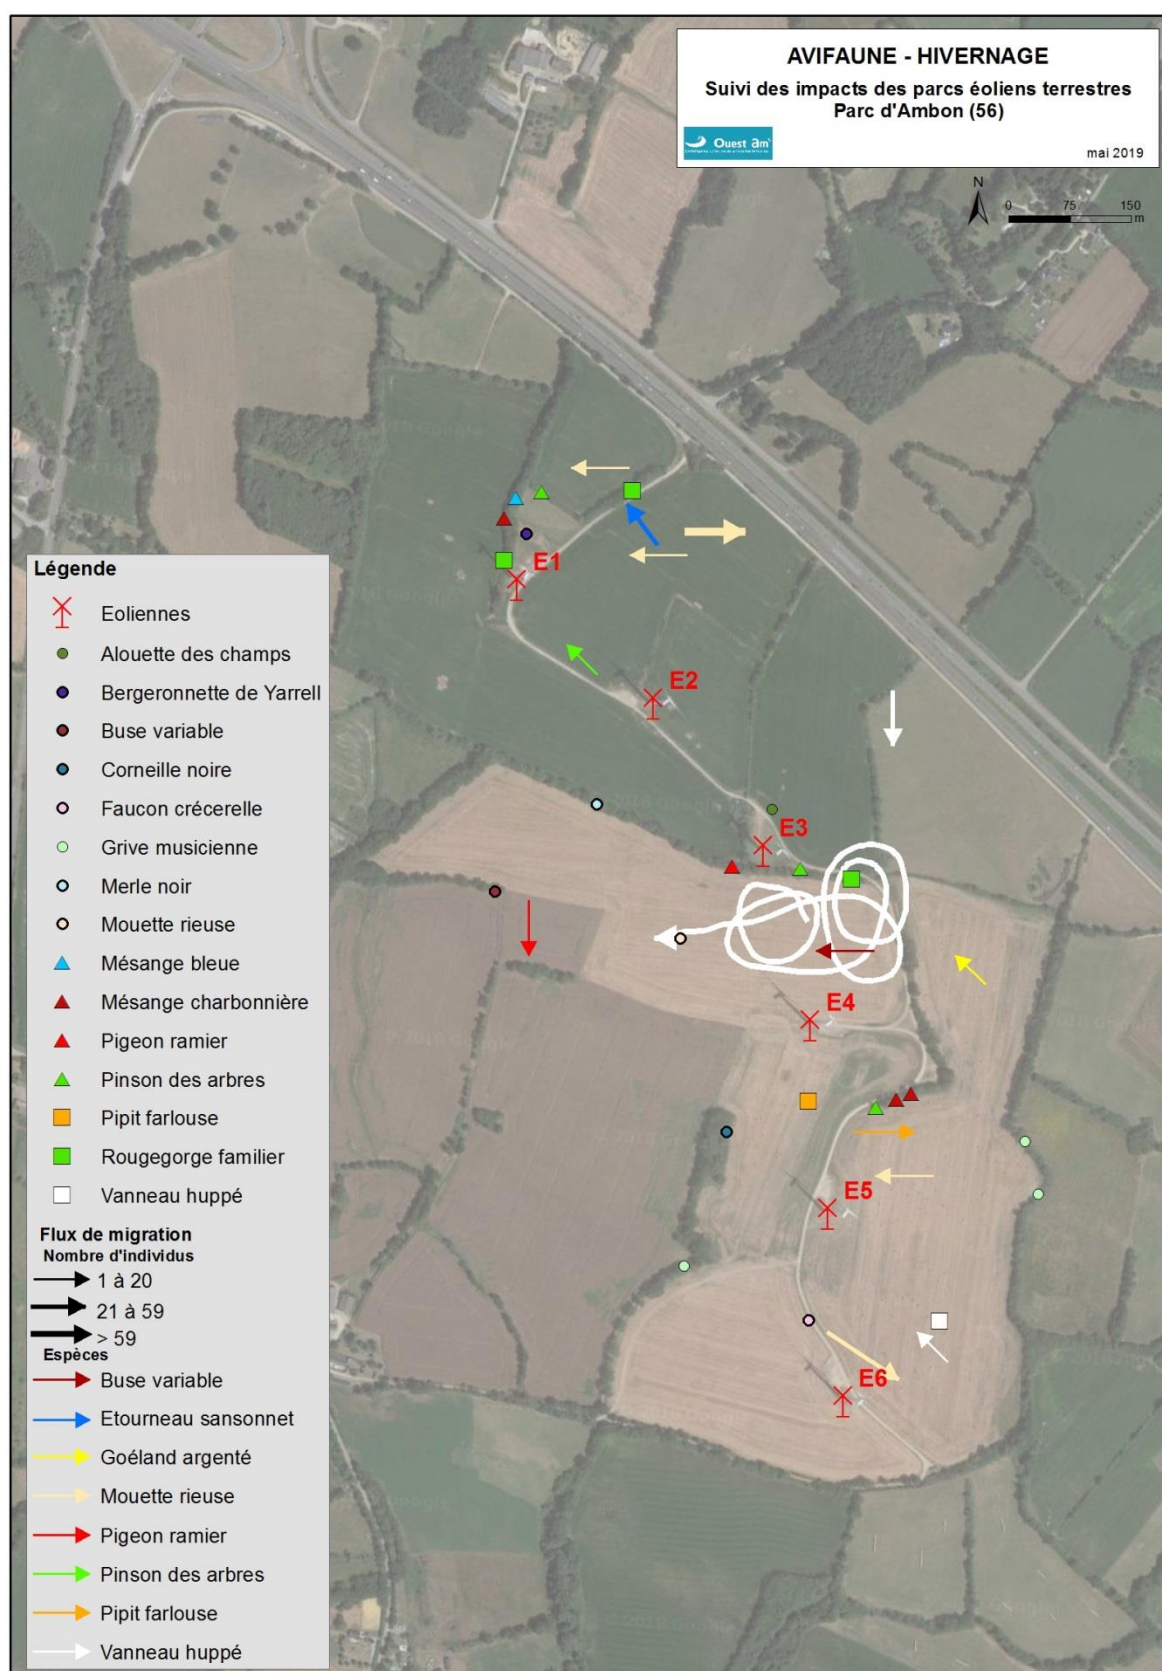 AVIFAUNE - HIVERNAGE
Suivi des impacts des parcs éoliens terrestres
Parc d'Ambon (56)
Ouest am'
mai 2019
N
0 75 150
m
E1
E2
E3
E4
E5
E6
Légende
Eoliennes
Alouette des champs
Bergeronnette de Yarrell
Buse variable
Corneille noire
Faucon crécerelle
Grive musicienne
Merle noir
Mouette rieuse
Mésange bleue
Mésange charbonnière
Pigeon ramier
Pinson des arbres
Pipit farlouse
Rougegorge familier
Vanneau huppé
Flux de migration
Nombre d'individus
1 à 20
21 à 59
> 59
Espèces
Buse variable
Etourneau sansonnet
Goéland argenté
Mouette rieuse
Pigeon ramier
Pinson des arbres
Pipit farlouse
Vanneau huppé